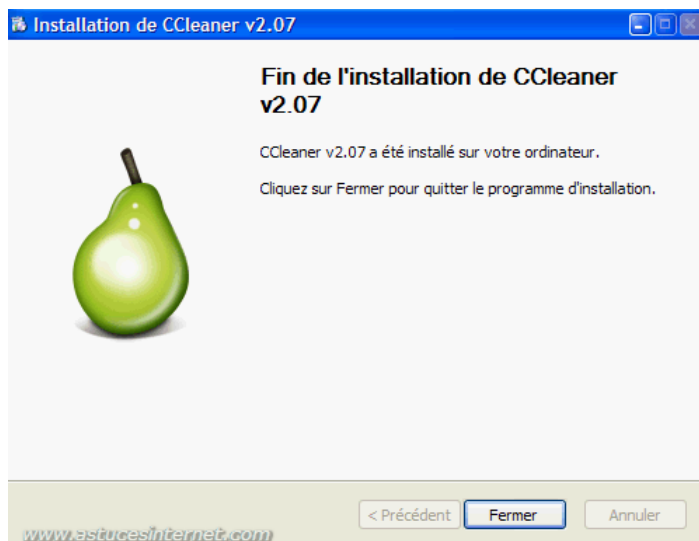 Installation de CCleaner v2.07
Fin de l'installation de CCleaner
v2.07
CCleaner v2.07 a été installé sur votre ordinateur.
Cliquez sur Fermer pour quitter le programme d'installation.
< Précédent Fermer Annuler
www.astucesinternet.com